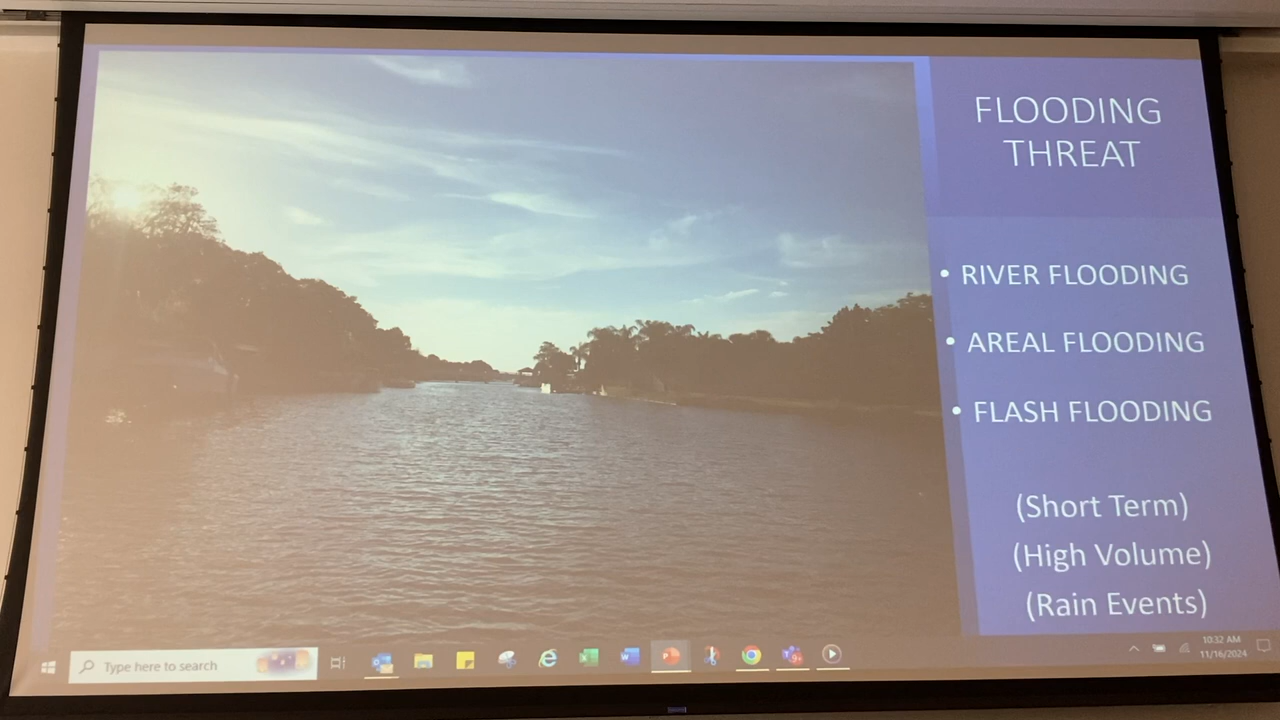 FLOODING
THREAT
• RIVER FLOODING
• AREAL FLOODING
• FLASH FLOODING
(Short Term)
(High Volume)
(Rain Events)
Type here to search
10:32 AM
11/16/2024